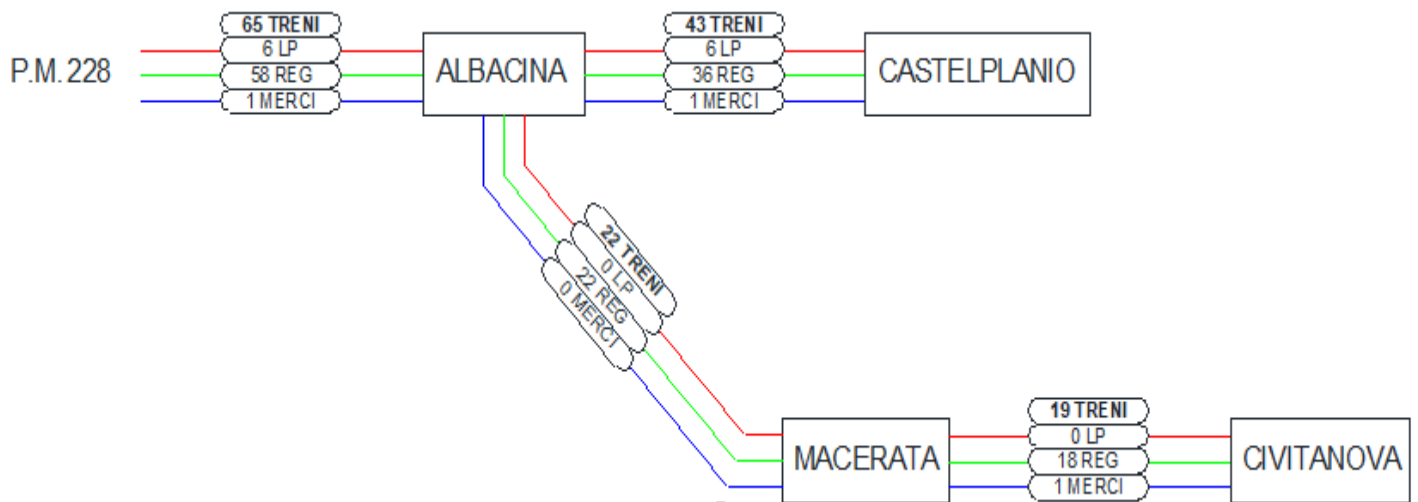 65 TRENI
6 LP
58 REG
1 MERCI
P.M. 228
ALBACINA
43 TRENI
6 LP
36 REG
1 MERCI
CASTELPLANIO
22 TRENI
0 LP
22 REG
0 MERCI
MACERATA
19 TRENI
0 LP
18 REG
1 MERCI
CIVITANOVA